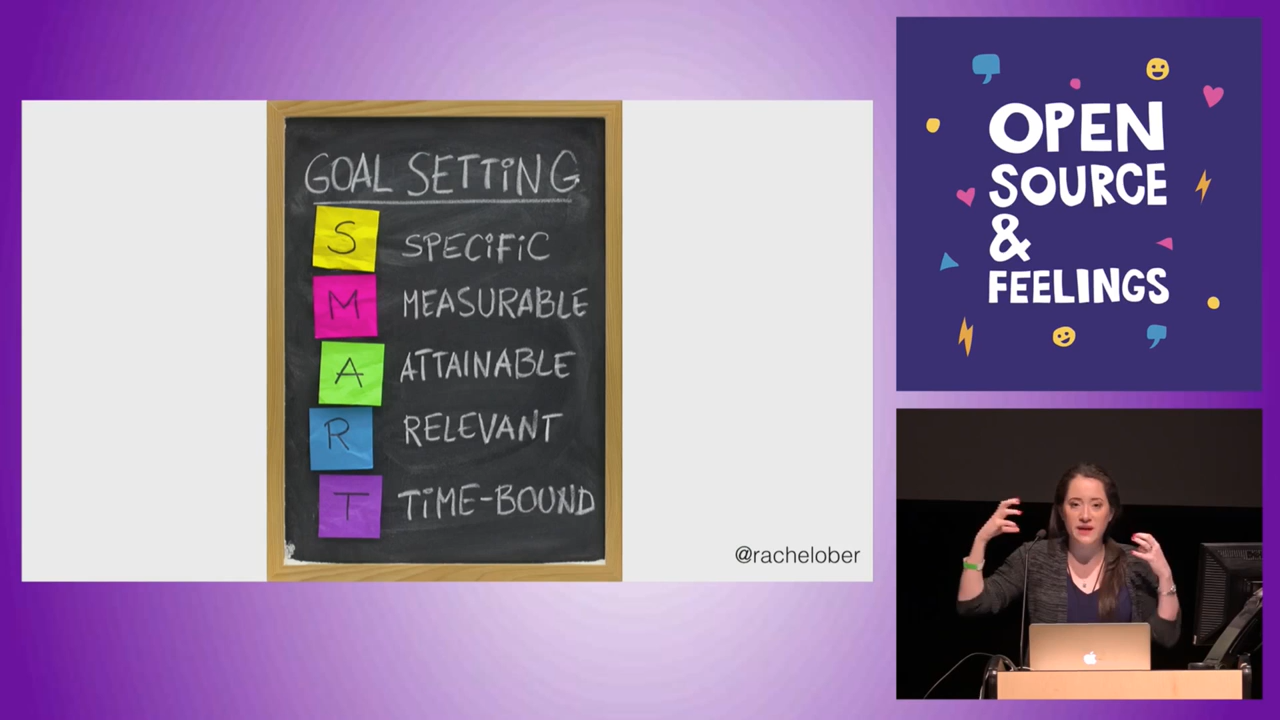 GOAL SETTING
S SPECIFIC
M MEASURABLE
A ATTAINABLE
R RELEVANT
T TIME-BOUND
@rachelober
OPEN
SOURCE
&
FEELINGS